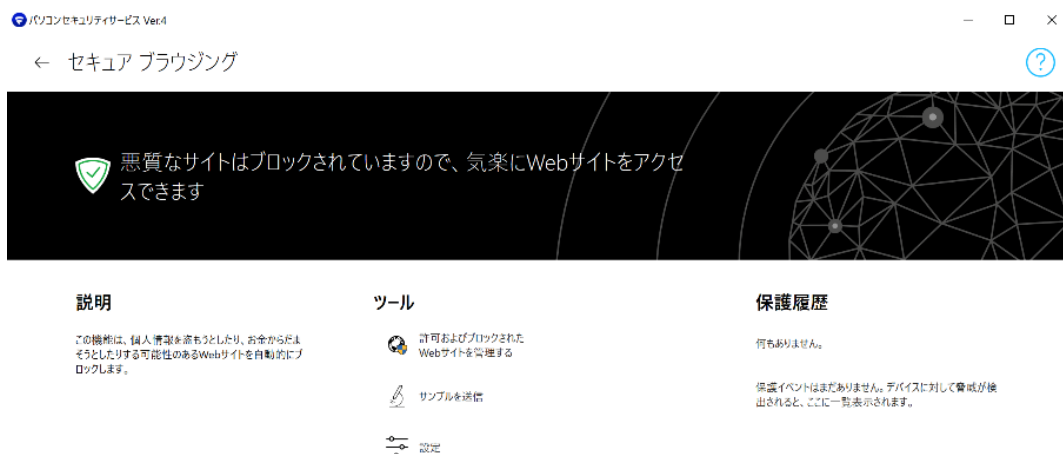 パソコンセキュリティサービス Ver.4
← セキュア ブラウジング
?
悪質なサイトはブロックされていますので、気楽にWebサイトをアクセ
スできます
説明
この機能は、個人情報を盗もうとしたり、お金からだま
そうとしたりする可能性のあるWebサイトを自動的にブ
ロックします。
ツール
許可およびブロックされた
Webサイトを管理する
サンプルを送信
設定
保護履歴
何もありません。
保護イベントはまだありません。デバイスに対して脅威が検
出されると、ここに一覧表示されます。